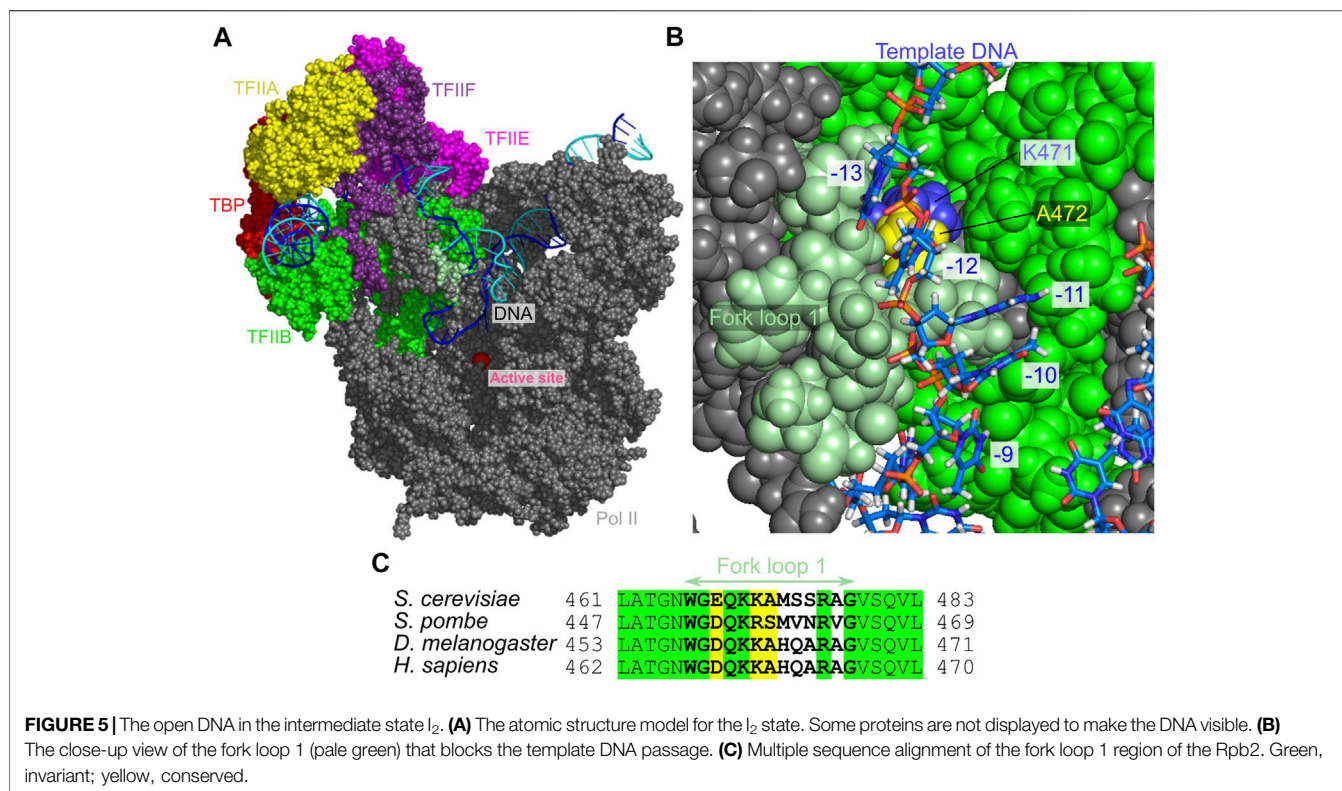 A
TFIIA
TFIIF
TFIIE
TBP
TFIIB
DNA
Active site
Pol II
B
Template DNA
K471
-13
A472
-12
-11
Fork loop 1
-10
-9
C
Fork loop 1
S. cerevisiae 461 LATGNWGEQKKAMSSRAGVSQVL 483
S. pombe 447 LATGNWGDQKRSMVNRVGVSQVL 469
D. melanogaster 453 LATGNWGDQKKAHQARAGVSQVL 471
H. sapiens 462 LATGNWGDQKKAHQARAGVSQVL 470
FIGURE 5 | The open DNA in the intermediate state I₂. (A) The atomic structure model for the I₂ state. Some proteins are not displayed to make the DNA visible. (B)
The close-up view of the fork loop 1 (pale green) that blocks the template DNA passage. (C) Multiple sequence alignment of the fork loop 1 region of the Rpb2. Green,
invariant; yellow, conserved.